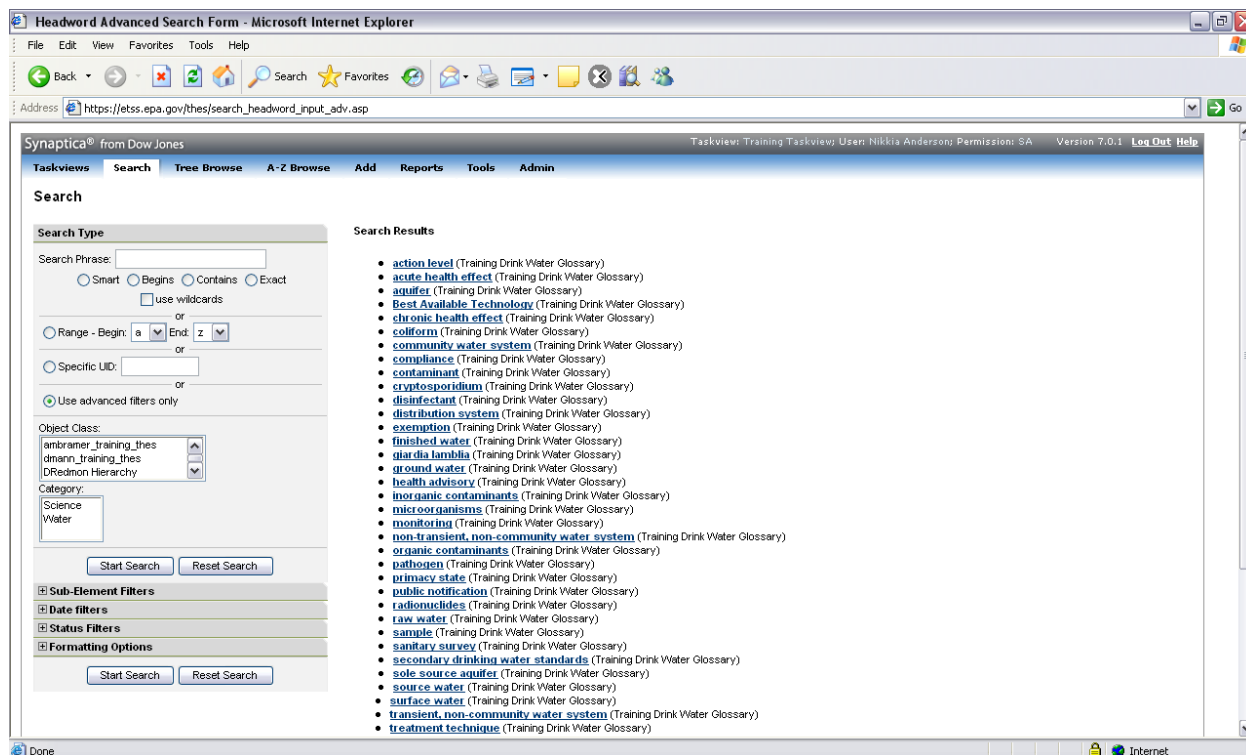 Headword Advanced Search Form - Microsoft Internet Explorer
File Edit View Favorites Tools Help
Back Search Favorites
Address https://etss.epa.gov/thes/search_headword_input_adv.asp Go
Synaptica® from Dow Jones Taskview: Training Taskview; User: Nikkia Anderson; Permission: SA Version 7.0.1 Log Out Help
Taskviews Search Tree Browse A-Z Browse Add Reports Tools Admin
Search
Search Type
Search Phrase:
Smart Begins Contains Exact
use wildcards
or
Range - Begin: a End: z
or
Specific UID:
or
Use advanced filters only
Object Class:
ambramer_training_thes
dmann_training_thes
DRedmon Hierarchy
Category:
Science
Water
Start Search Reset Search
Sub-Element Filters
Date filters
Status Filters
Formatting Options
Start Search Reset Search
Search Results
action level (Training Drink Water Glossary)
acute health effect (Training Drink Water Glossary)
aquifer (Training Drink Water Glossary)
Best Available Technology (Training Drink Water Glossary)
chronic health effect (Training Drink Water Glossary)
coliform (Training Drink Water Glossary)
community water system (Training Drink Water Glossary)
compliance (Training Drink Water Glossary)
contaminant (Training Drink Water Glossary)
cryptosporidium (Training Drink Water Glossary)
disinfectant (Training Drink Water Glossary)
distribution system (Training Drink Water Glossary)
exemption (Training Drink Water Glossary)
finished water (Training Drink Water Glossary)
giardia lamblia (Training Drink Water Glossary)
ground water (Training Drink Water Glossary)
health advisory (Training Drink Water Glossary)
inorganic contaminants (Training Drink Water Glossary)
microorganisms (Training Drink Water Glossary)
monitoring (Training Drink Water Glossary)
non-transient, non-community water system (Training Drink Water Glossary)
organic contaminants (Training Drink Water Glossary)
pathogen (Training Drink Water Glossary)
primacy state (Training Drink Water Glossary)
public notification (Training Drink Water Glossary)
radionuclides (Training Drink Water Glossary)
raw water (Training Drink Water Glossary)
sample (Training Drink Water Glossary)
sanitary survey (Training Drink Water Glossary)
secondary drinking water standards (Training Drink Water Glossary)
sole source aquifer (Training Drink Water Glossary)
source water (Training Drink Water Glossary)
surface water (Training Drink Water Glossary)
transient, non-community water system (Training Drink Water Glossary)
treatment technique (Training Drink Water Glossary)
Done Internet